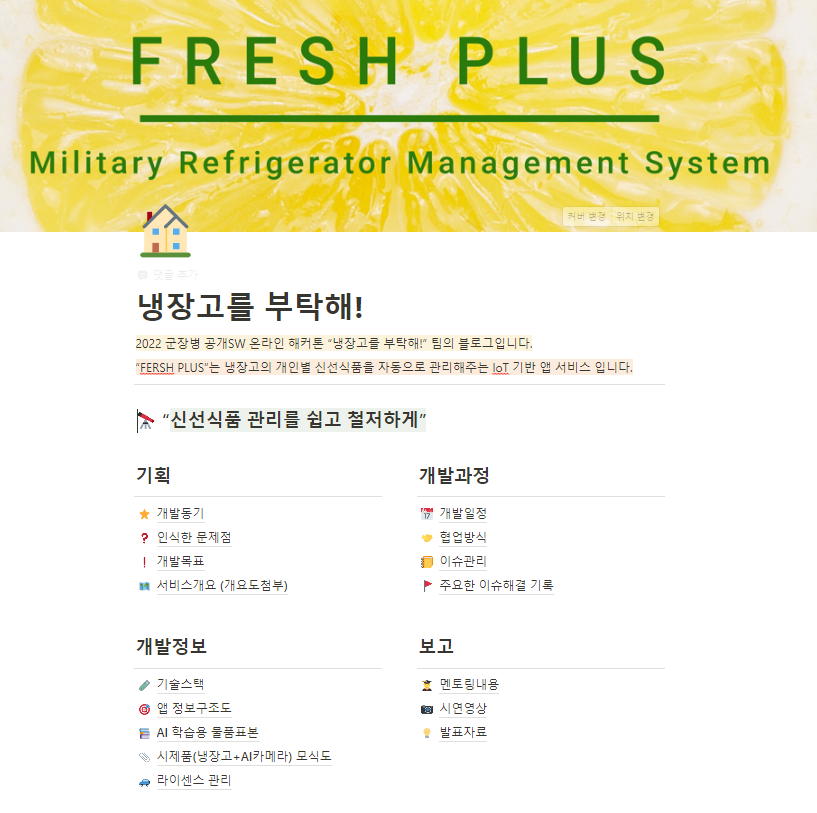 FRESH PLUS
Military Refrigerator Management System
커버 변경 위치 변경
댓글 추가
냉장고를 부탁해!
2022 군장병 공개SW 온라인 해커톤 “냉장고를 부탁해!” 팀의 블로그입니다.
“FERSH PLUS”는 냉장고의 개인별 신선식품을 자동으로 관리해주는 IoT 기반 앱 서비스 입니다.
“신선식품 관리를 쉽고 철저하게”
기획
개발동기
인식한 문제점
개발목표
서비스개요 (개요도첨부)
개발과정
개발일정
협업방식
이슈관리
주요한 이슈해결 기록
개발정보
기술스택
앱 정보구조도
AI 학습용 물품표본
시제품(냉장고+AI카메라) 모식도
라이센스 관리
보고
멘토링내용
시연영상
발표자료